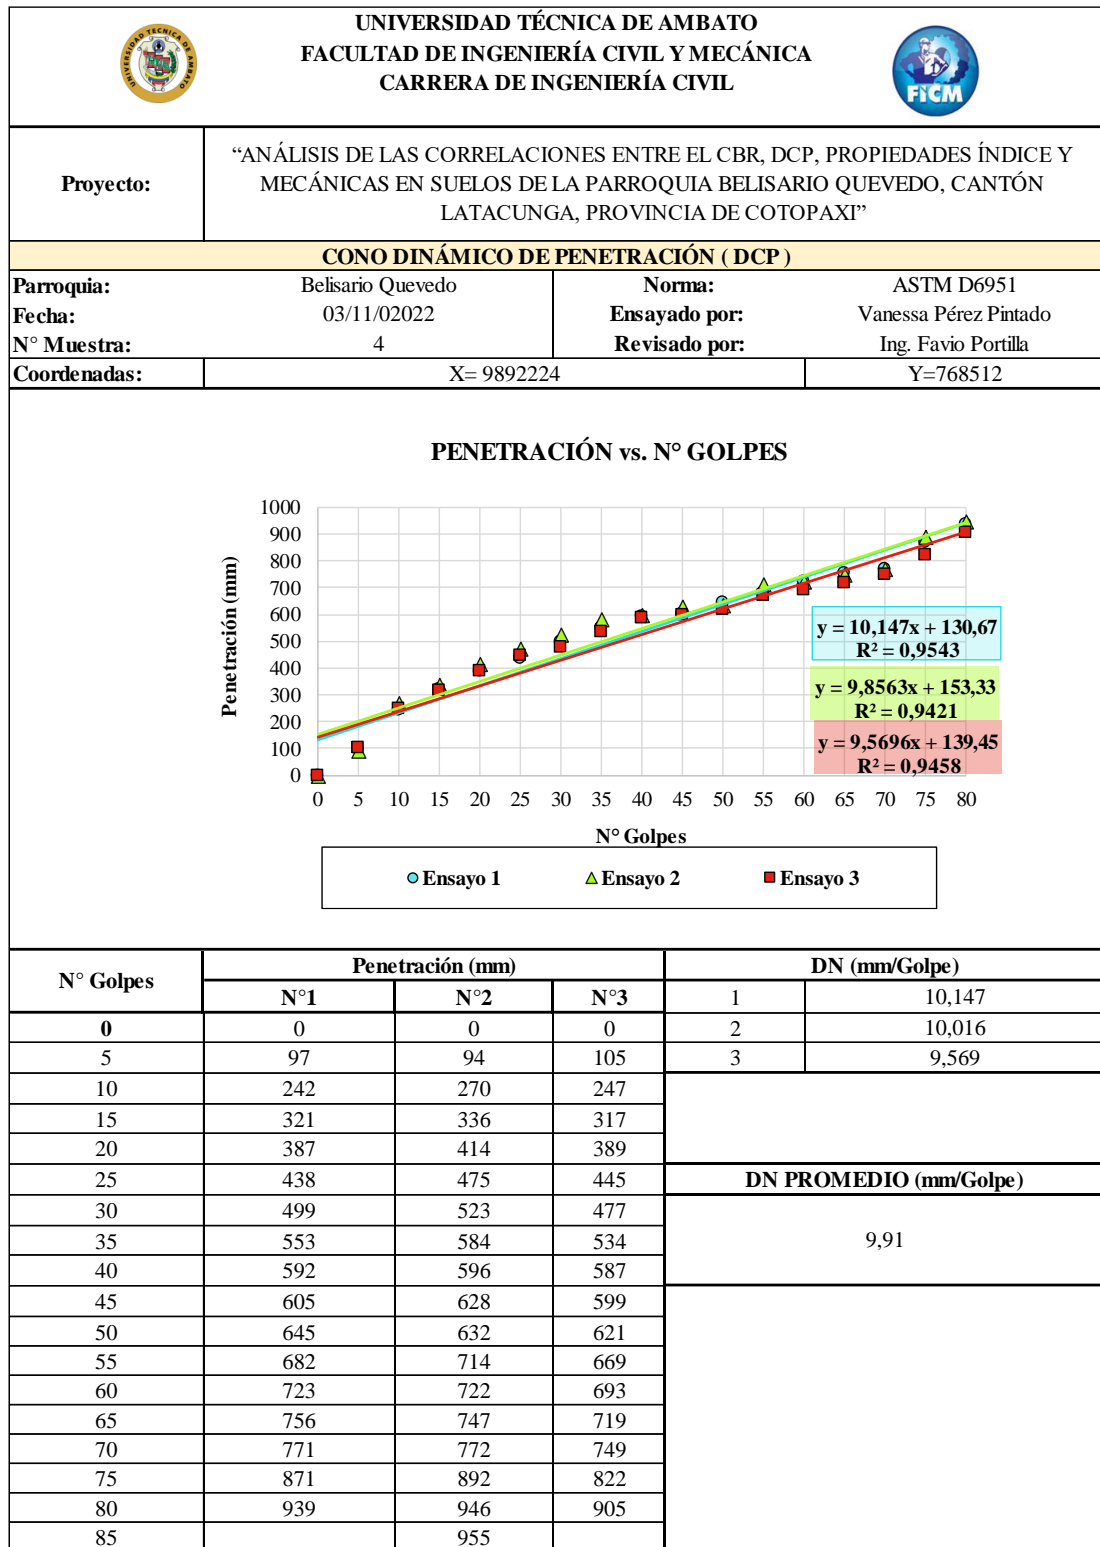 UNIVERSIDAD TÉCNICA DE AMBATO
FACULTAD DE INGENIERÍA CIVIL Y MECÁNICA
CARRERA DE INGENIERÍA CIVIL
UNIVERSIDAD TECNICA DE AMBATO
FICM
Proyecto:
“ANÁLISIS DE LAS CORRELACIONES ENTRE EL CBR, DCP, PROPIEDADES ÍNDICE Y
MECÁNICAS EN SUELOS DE LA PARROQUIA BELISARIO QUEVEDO, CANTÓN
LATACUNGA, PROVINCIA DE COTOPAXI”
CONO DINÁMICO DE PENETRACIÓN ( DCP )
Parroquia: Belisario Quevedo Norma: ASTM D6951
Fecha: 03/11/02022 Ensayado por: Vanessa Pérez Pintado
N° Muestra: 4 Revisado por: Ing. Favio Portilla
Coordenadas: X= 9892224 Y=768512
PENETRACIÓN vs. N° GOLPES
Penetración (mm)
1000
900
800
700
600
500
400
300
200
100
0
y = 10,147x + 130,67
R² = 0,9543
y = 9,8563x + 153,33
R² = 0,9421
y = 9,5696x + 139,45
R² = 0,9458
0 5 10 15 20 25 30 35 40 45 50 55 60 65 70 75 80
N° Golpes
Ensayo 1 Ensayo 2 Ensayo 3
N° Golpes Penetración (mm) DN (mm/Golpe)
N°1 N°2 N°3 1 10,147
0 0 0 0 2 10,016
5 97 94 105 3 9,569
10 242 270 247
15 321 336 317
20 387 414 389
25 438 475 445 DN PROMEDIO (mm/Golpe)
30 499 523 477
35 553 584 534 9,91
40 592 596 587
45 605 628 599
50 645 632 621
55 682 714 669
60 723 722 693
65 756 747 719
70 771 772 749
75 871 892 822
80 939 946 905
85 955